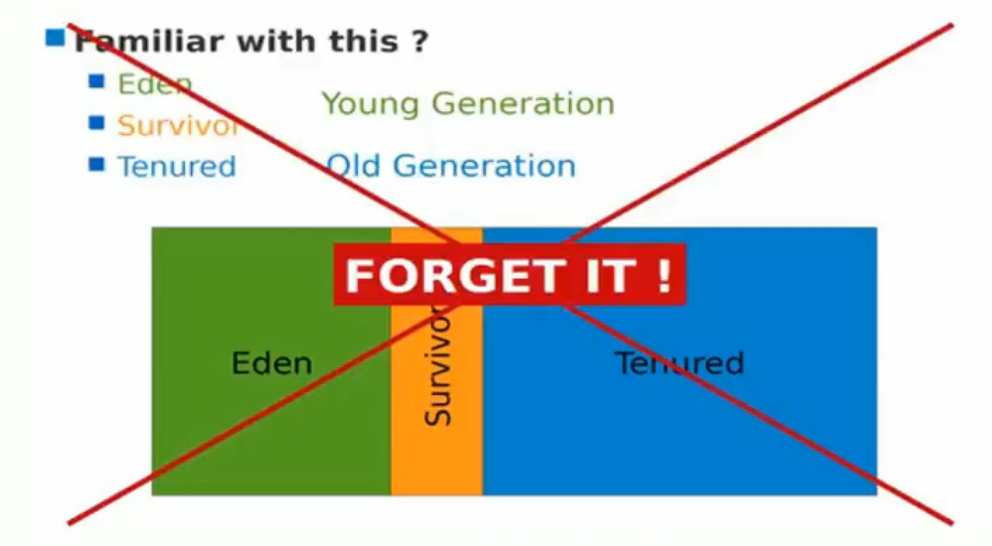 Familiar with this ?
Eden
Young Generation
Survivor
Tenured
Old Generation
FORGET IT !
Eden
Survivor
Tenured